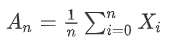 $A_n = \frac{1}{n} \sum_{i=0}^{n} X_i$